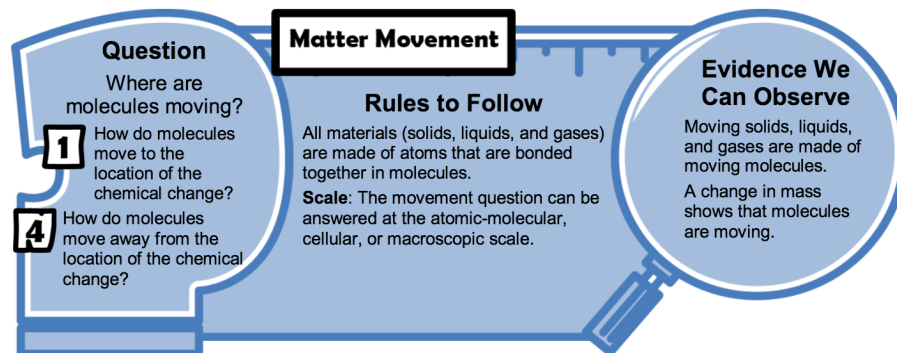 Matter Movement
Question
Where are
molecules moving?
1
How do molecules
move to the
location of the
chemical change?
4
How do molecules
move away from the
location of the chemical
change?
Rules to Follow
All materials (solids, liquids, and gases)
are made of atoms that are bonded
together in molecules.
Scale: The movement question can be
answered at the atomic-molecular,
cellular, or macroscopic scale.
Evidence We
Can Observe
Moving solids, liquids,
and gases are made of
moving molecules.
A change in mass
shows that molecules
are moving.